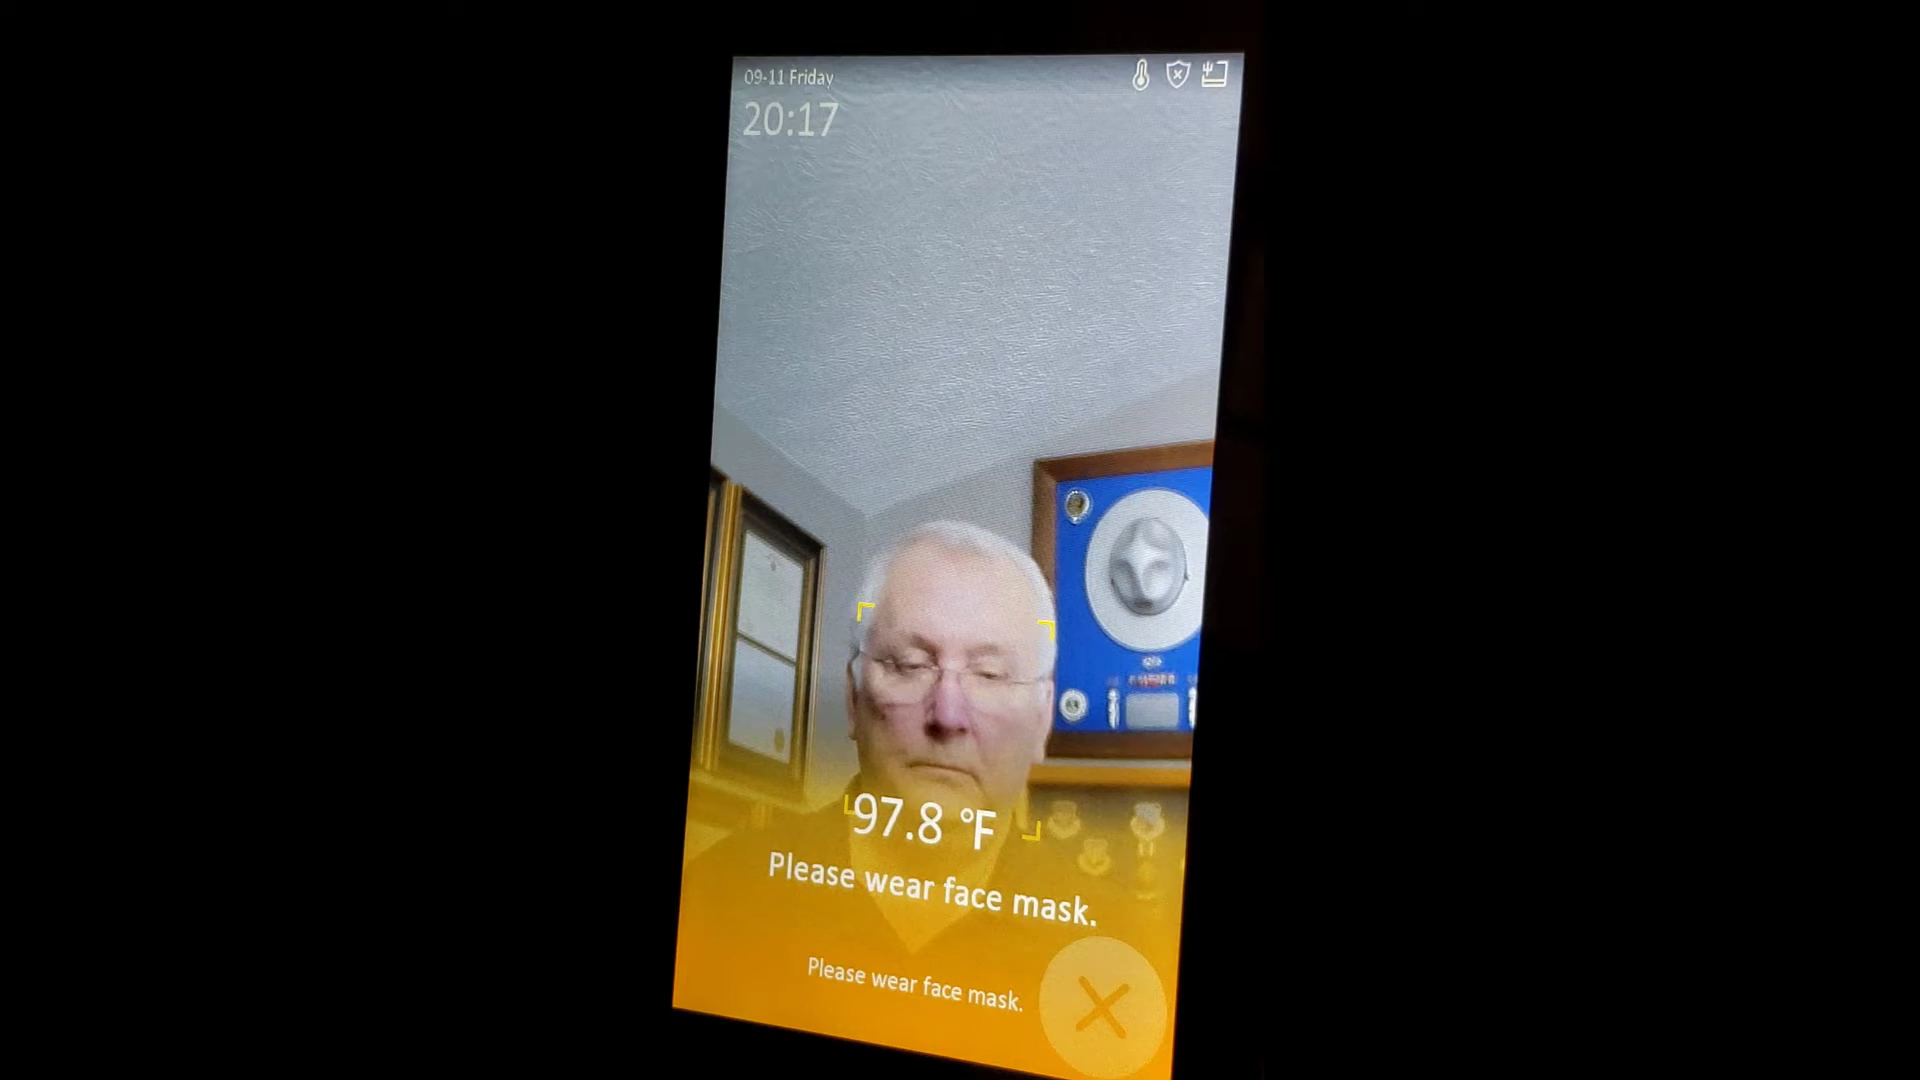 09-11 Friday
20:17
97.8 °F
Please wear face mask.
Please wear face mask.